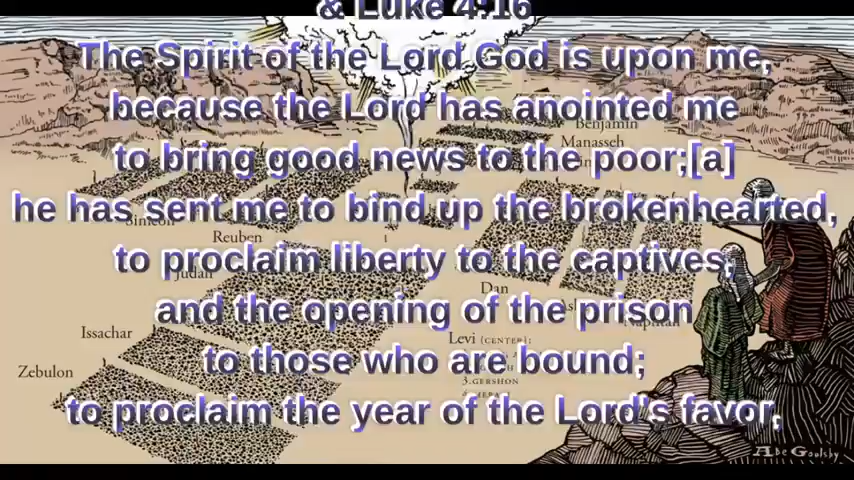 & Luke 4:16
The Spirit of the Lord God is upon me,
because the Lord has anointed me
to bring good news to the poor;[a]
he has sent me to bind up the brokenhearted,
to proclaim liberty to the captives,
and the opening of the prison
to those who are bound;
to proclaim the year of the Lord's favor,
Benjamin
Manasseh
Simeon
Reuben
Judah
Dan
Naphtali
Issachar
Levi (CENTER):
Zebulon
3.GERSHON
Abe Goolsby